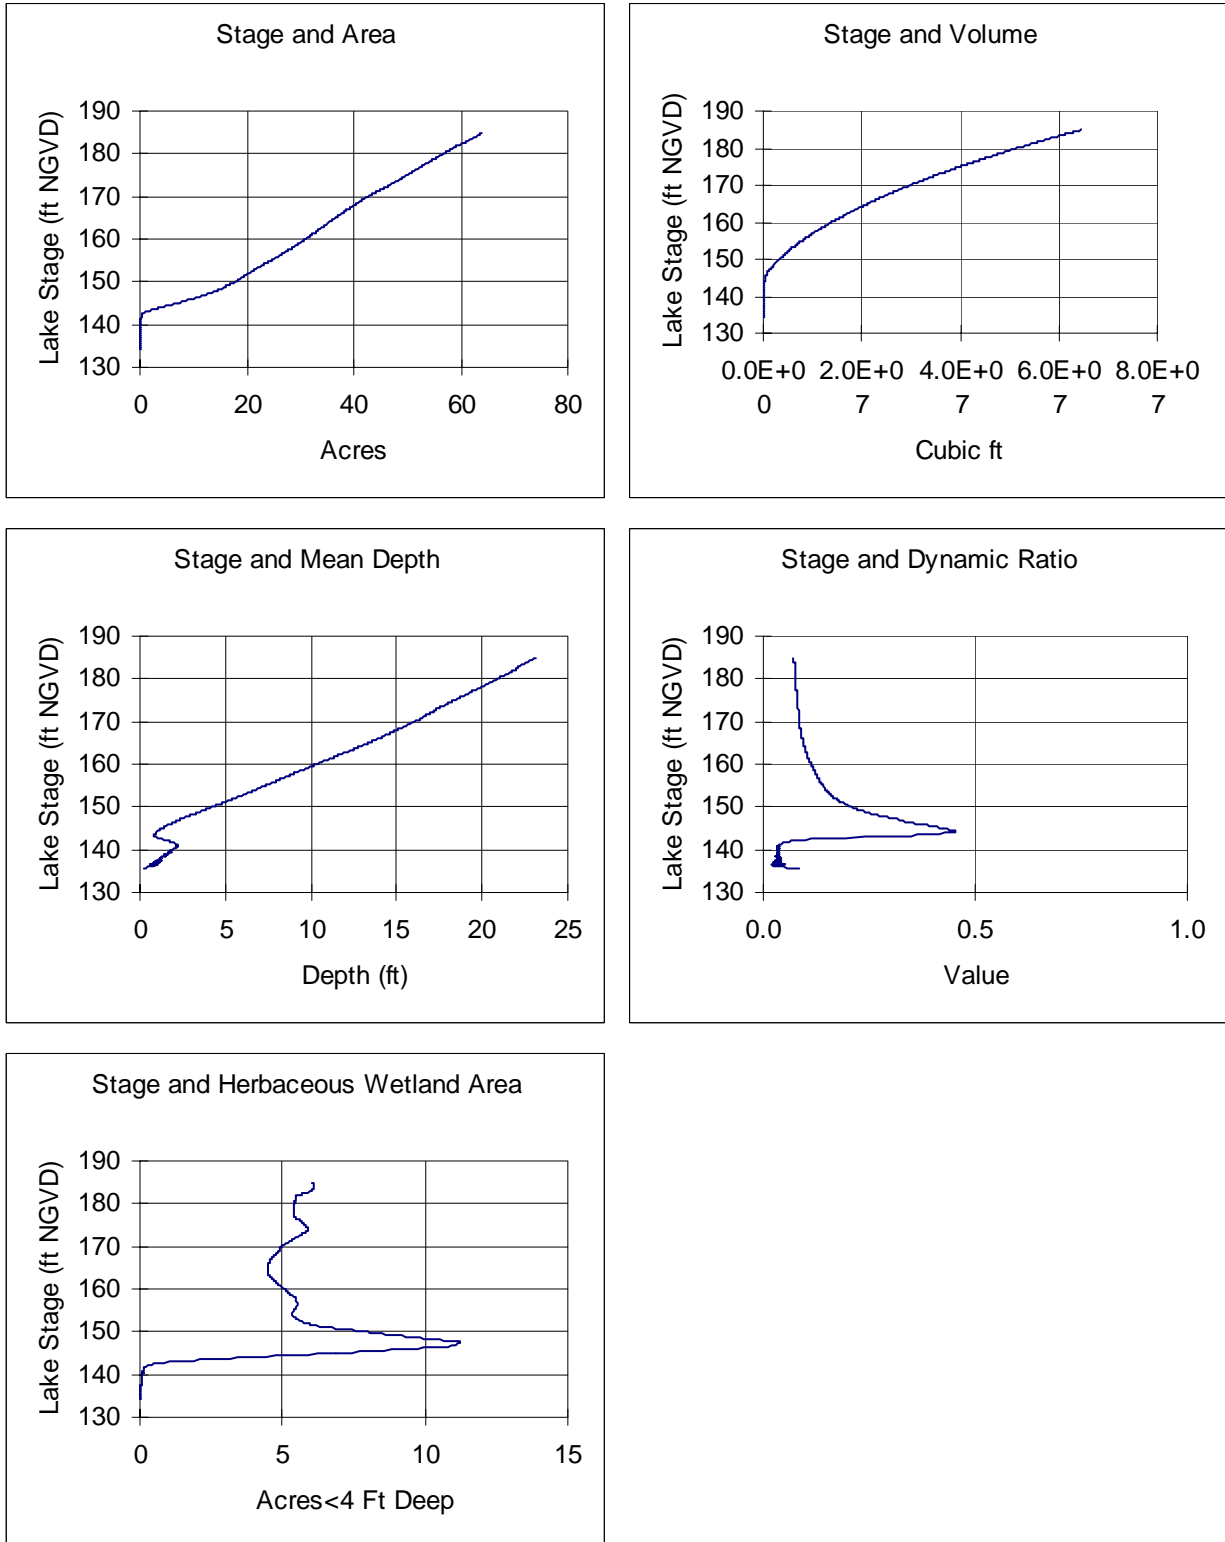 Stage and Area
Lake Stage (ft NGVD)
190
180
170
160
150
140
130
0 20 40 60 80
Acres
Stage and Volume
Lake Stage (ft NGVD)
190
180
170
160
150
140
130
0.0E+0 2.0E+0 4.0E+0 6.0E+0 8.0E+0
0 7 7 7 7
Cubic ft
Stage and Mean Depth
Lake Stage (ft NGVD)
190
180
170
160
150
140
130
0 5 10 15 20 25
Depth (ft)
Stage and Dynamic Ratio
Lake Stage (ft NGVD)
190
180
170
160
150
140
130
0.0 0.5 1.0
Value
Stage and Herbaceous Wetland Area
Lake Stage (ft NGVD)
190
180
170
160
150
140
130
0 5 10 15
Acres<4 Ft Deep